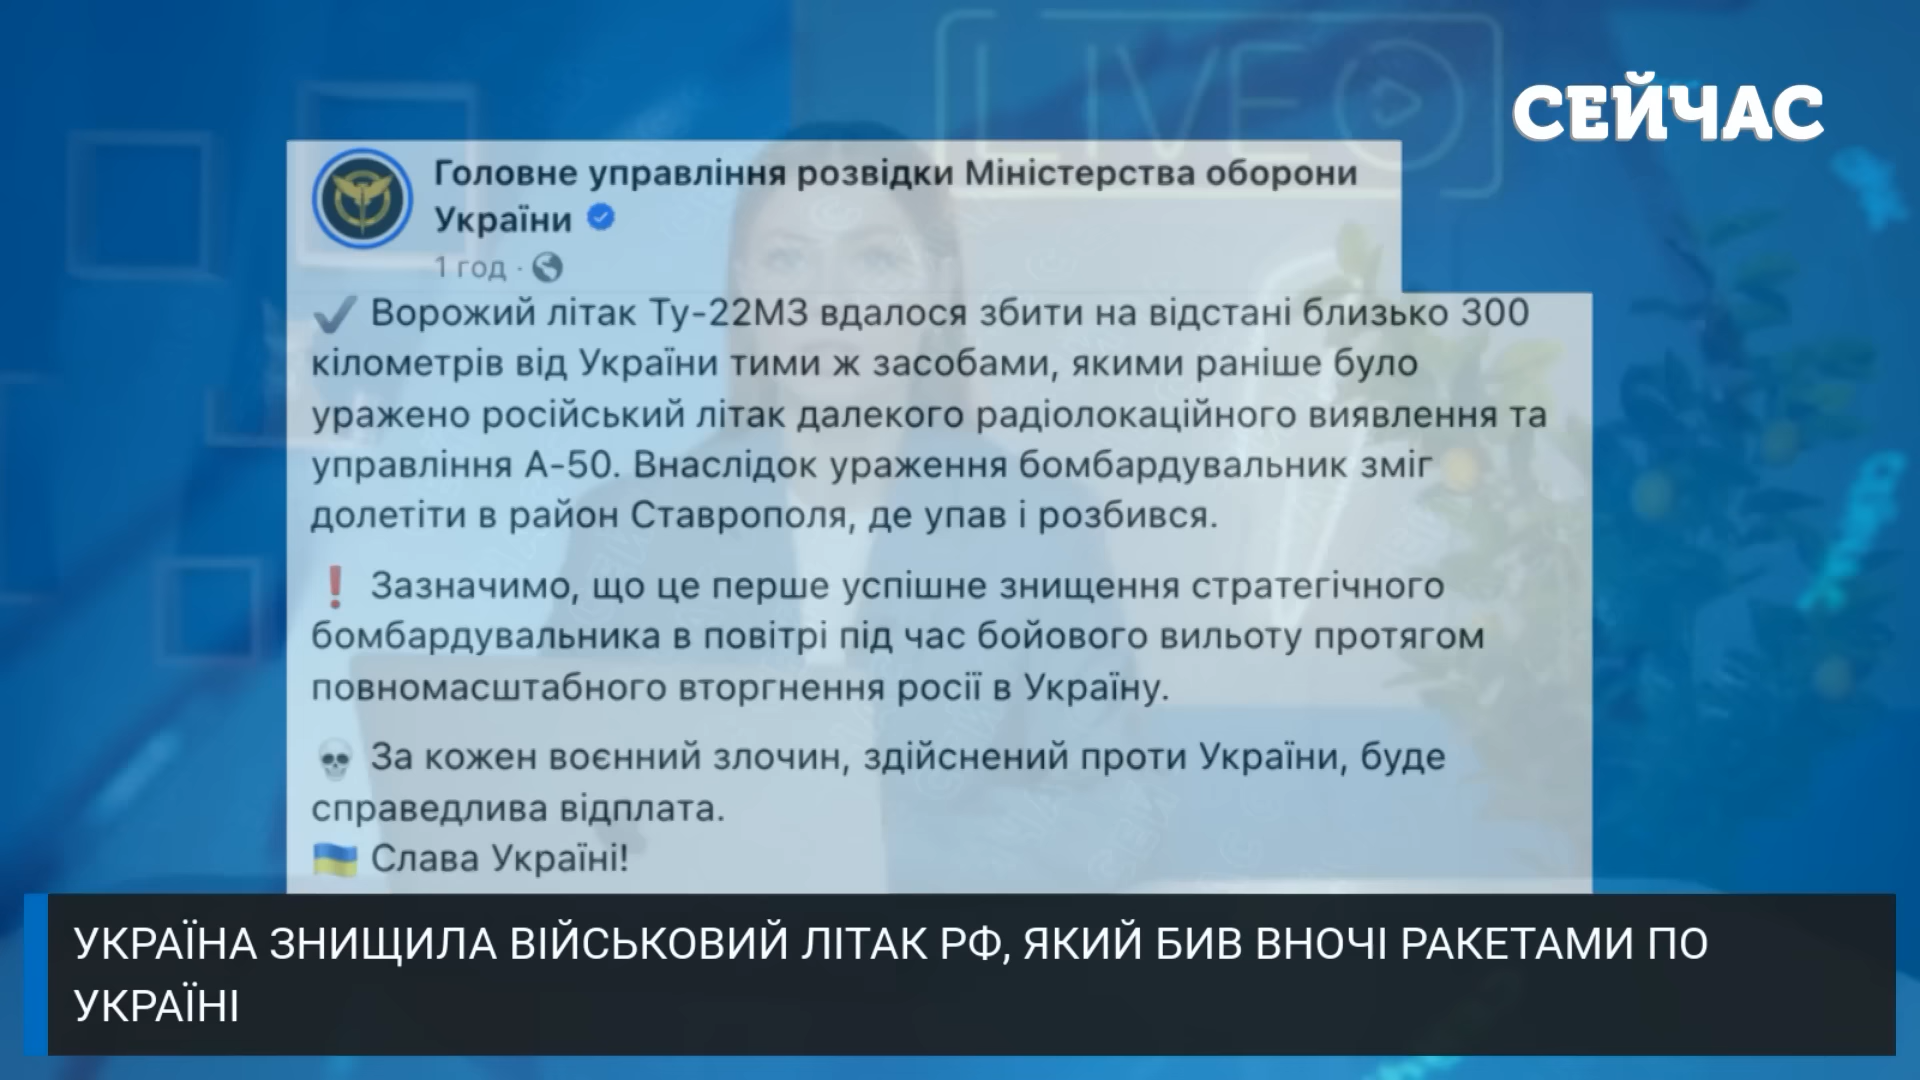 LIVE
СЕЙЧАС
Головне управління розвідки Міністерства оборони
України
1 год ·
Ворожий літак Ту-22М3 вдалося збити на відстані близько 300
кілометрів від України тими ж засобами, якими раніше було
уражено російський літак далекого радіолокаційного виявлення та
управління А-50. Внаслідок ураження бомбардувальник зміг
долетіти в район Ставрополя, де упав і розбився.
Зазначимо, що це перше успішне знищення стратегічного
бомбардувальника в повітрі під час бойового вильоту протягом
повномасштабного вторгнення росії в Україну.
За кожен воєнний злочин, здійснений проти України, буде
справедлива відплата.
Слава Україні!
УКРАЇНА ЗНИЩИЛА ВІЙСЬКОВИЙ ЛІТАК РФ, ЯКИЙ БИВ ВНОЧІ РАКЕТАМИ ПО
УКРАЇНІ